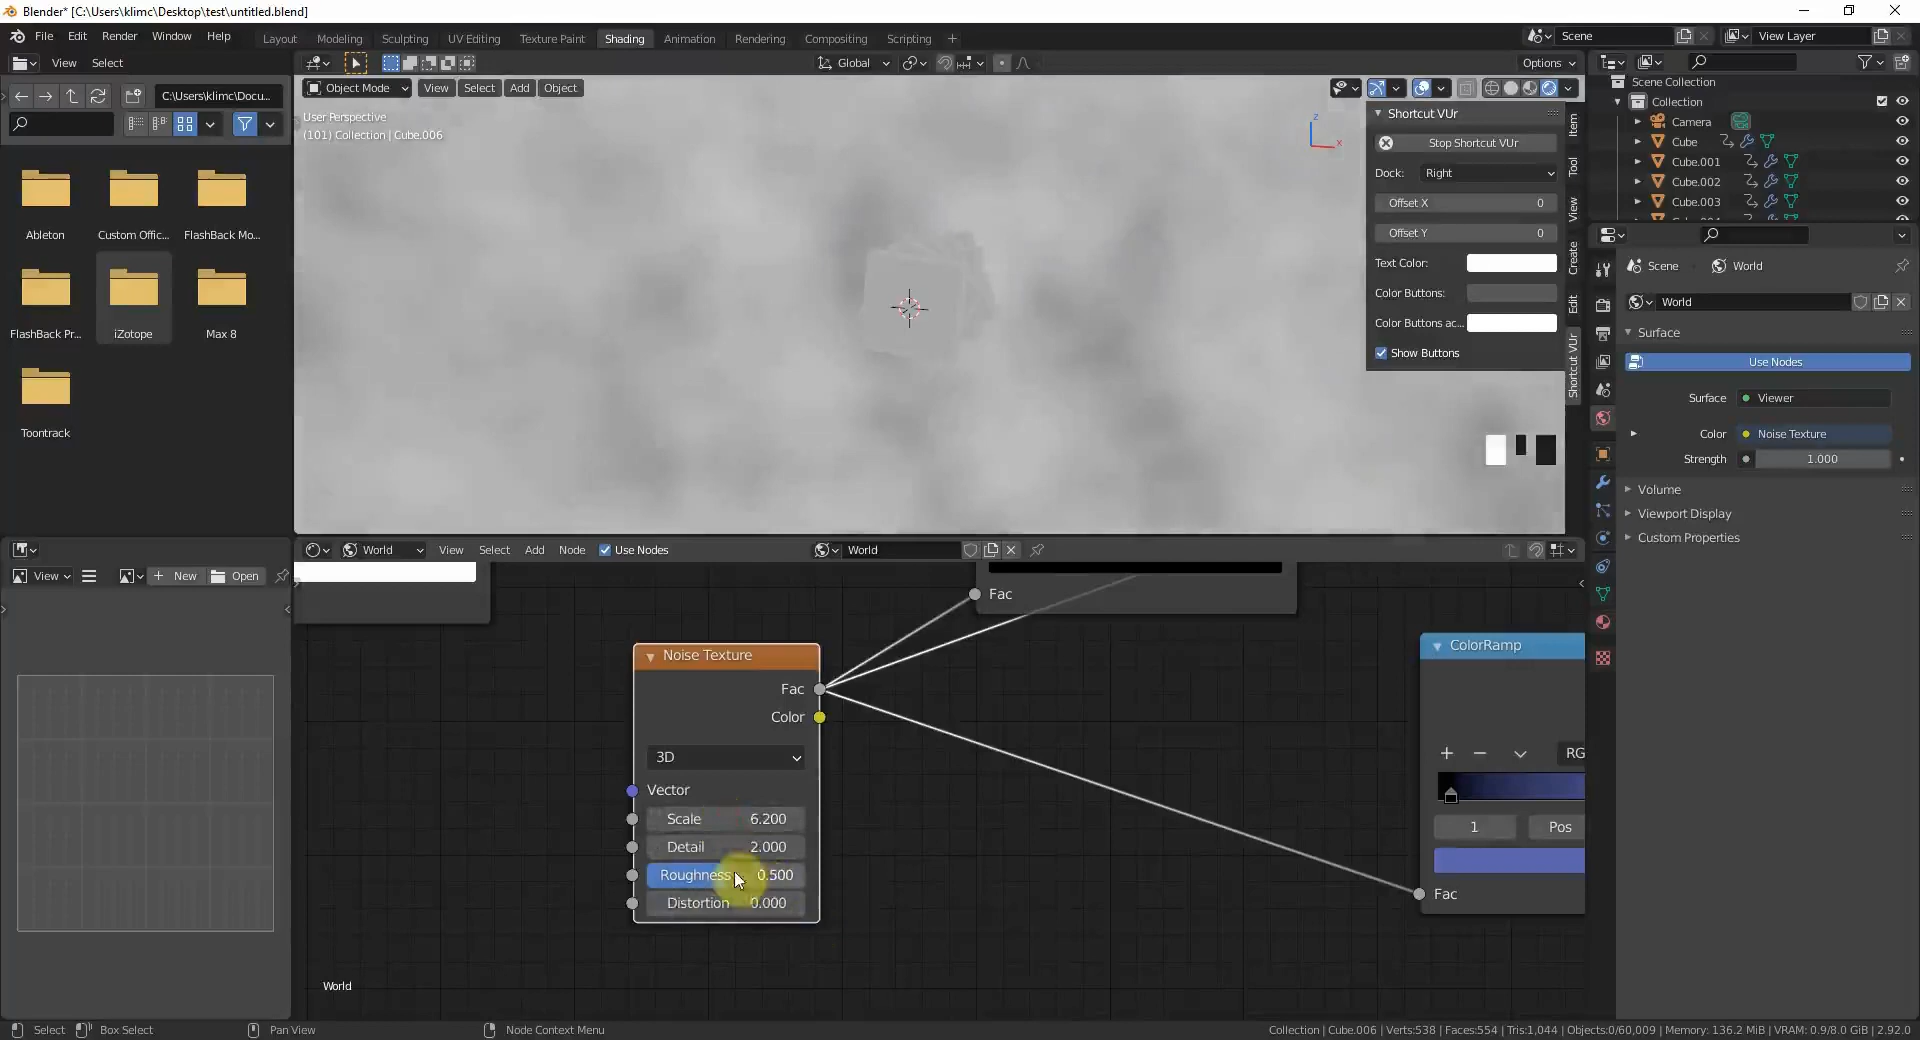 Blender* [C:\Users\klimc\Desktop\test\untitled.blend]
File Edit Render Window Help
Layout Modeling Sculpting UV Editing Texture Paint Shading Animation Rendering Compositing Scripting
Scene
View Layer
View Select
Global
Options
C:\Users\klimc\Docu...
Object Mode
View Select Add Object
User Perspective
(101) Collection | Cube.006
Ableton
Custom Offic...
FlashBack Mo...
FlashBack Pr...
iZotope
Max 8
Toontrack
Z
X
Shortcut VUr
Stop Shortcut VUr
Dock: Right
Offset X 0
Offset Y 0
Text Color:
Color Buttons:
Color Buttons ac...
Show Buttons
Item
Tool
View
Create
Edit
Shortcut VUr
Scene Collection
Collection
Camera
Cube
Cube.001
Cube.002
Cube.003
Scene World
World
Surface
Use Nodes
Surface Viewer
Color Noise Texture
Strength 1.000
Volume
Viewport Display
Custom Properties
View
New Open
World
View Select Add Node Use Nodes
World
Fac
Noise Texture
Fac
Color
3D
Vector
Scale 6.200
Detail 2.000
Roughness 0.500
Distortion 0.000
ColorRamp
RG
1 Pos
Fac
World
Select Box Select Pan View Node Context Menu
Collection | Cube.006 | Verts:538 | Faces:554 | Tris:1,044 | Objects:0/60,009 | Memory: 136.2 MiB | VRAM: 0.9/8.0 GiB | 2.92.0